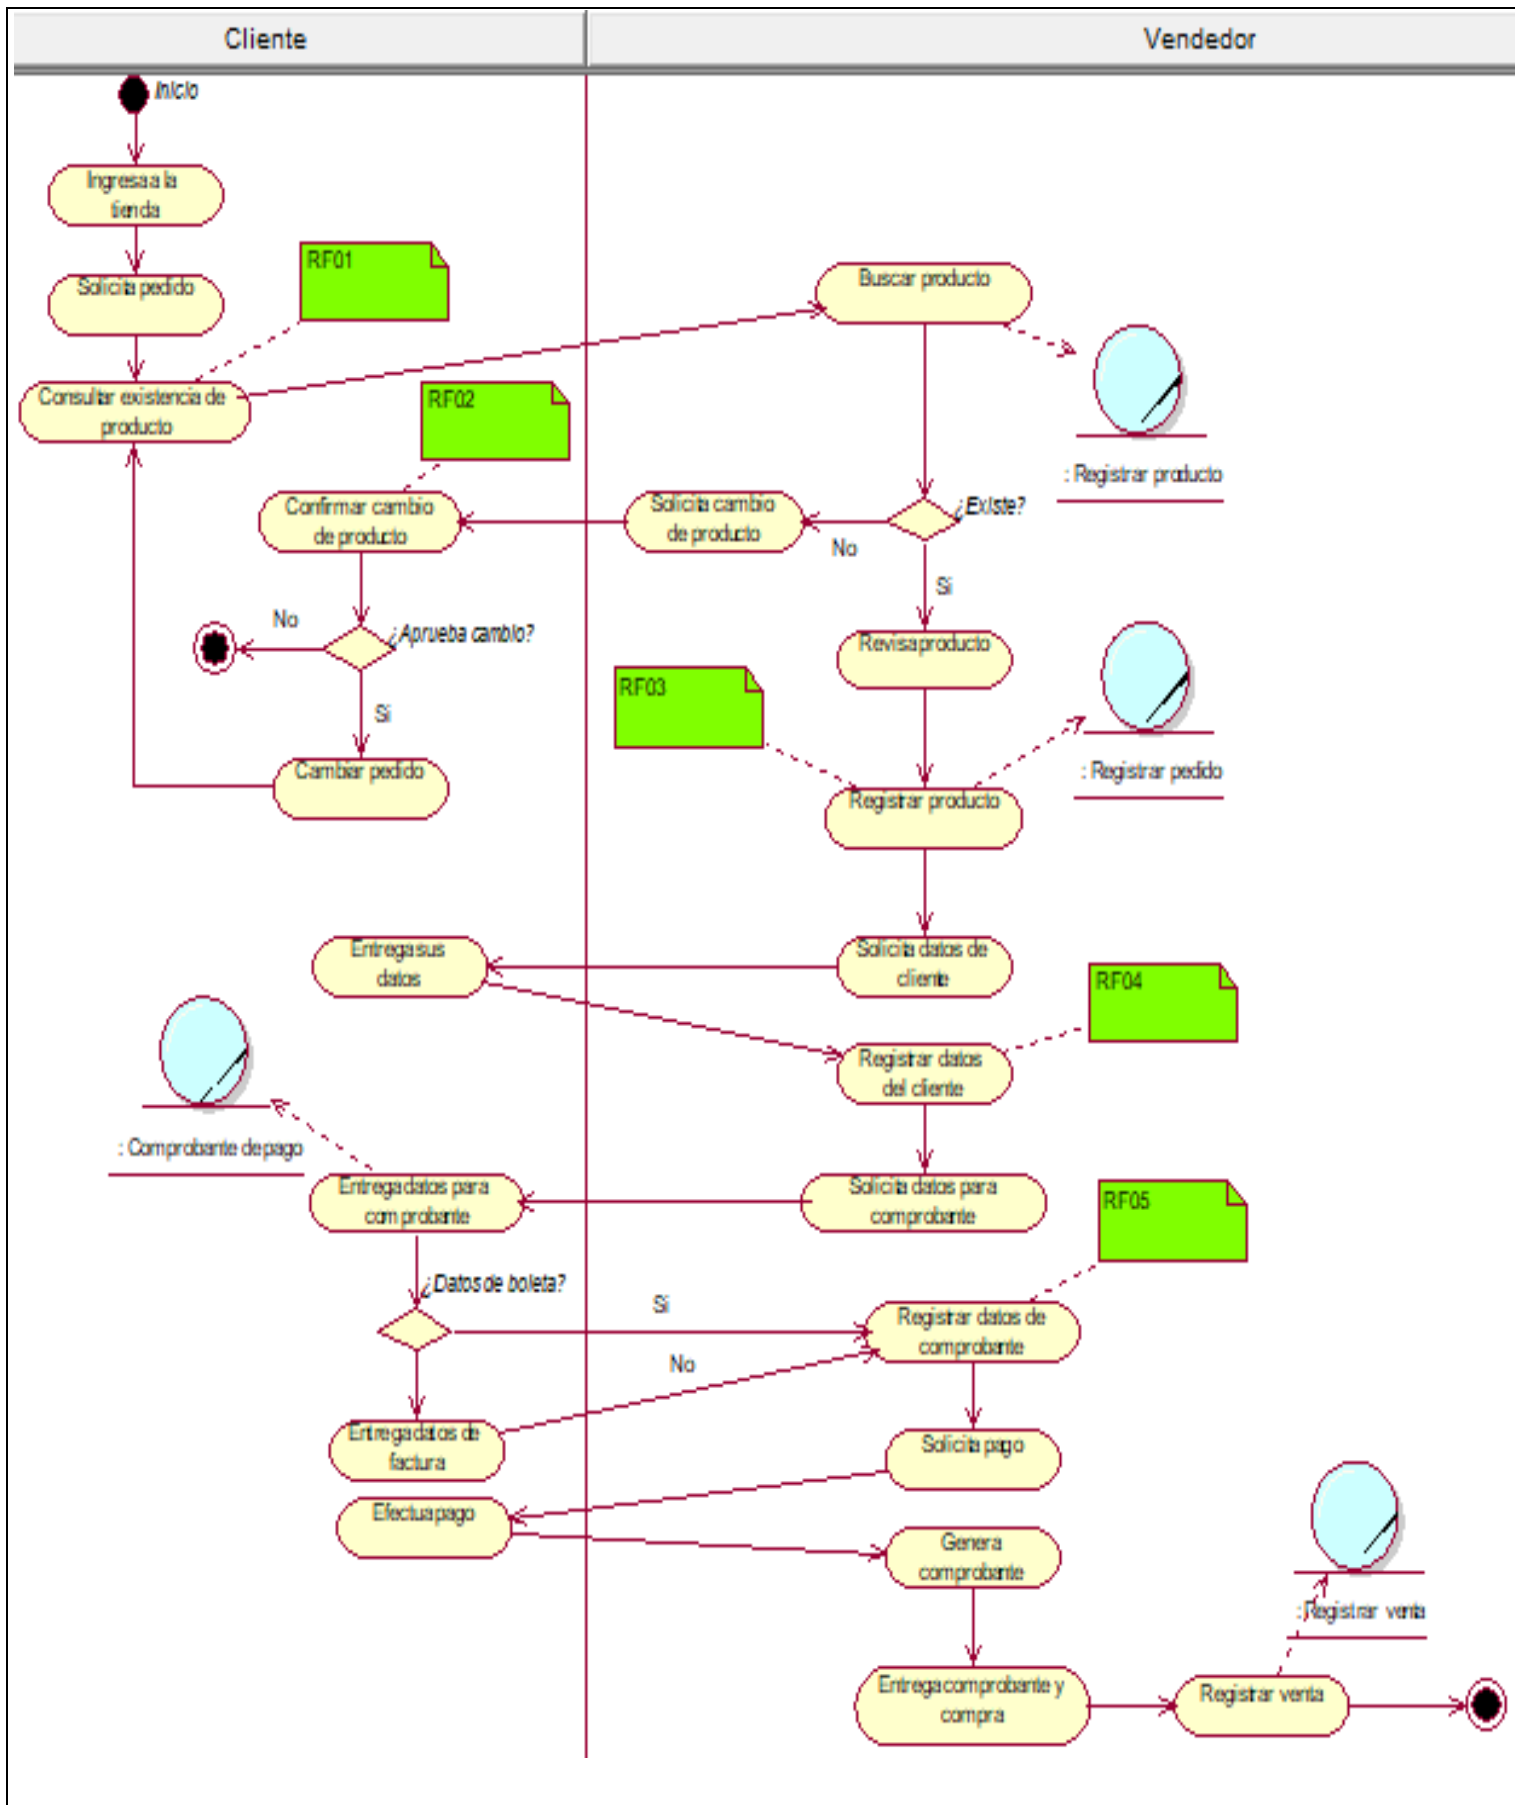 Cliente
Vendedor
Inicio
Ingresa a la
tienda
RF01
Solicita pedido
Buscar producto
Consultar existencia de
producto
RF02
: Registrar producto
Confirmar cambio
de producto
Solicita cambio
de producto
¿Existe?
No
Si
No
¿Aprueba cambio?
Revisa producto
RF03
Si
Cambiar pedido
: Registrar pedido
Registrar producto
Entrega sus
datos
Solicita datos de
cliente
RF04
Registrar datos
del cliente
: Comprobante de pago
Entrega datos para
comprobante
Solicita datos para
comprobante
RF05
¿Datos de boleta?
Si
Registrar datos de
comprobante
No
Entrega datos de
factura
Solicita pago
Efectua pago
Genera
comprobante
: Registrar venta
Entrega comprobante y
compra
Registrar venta